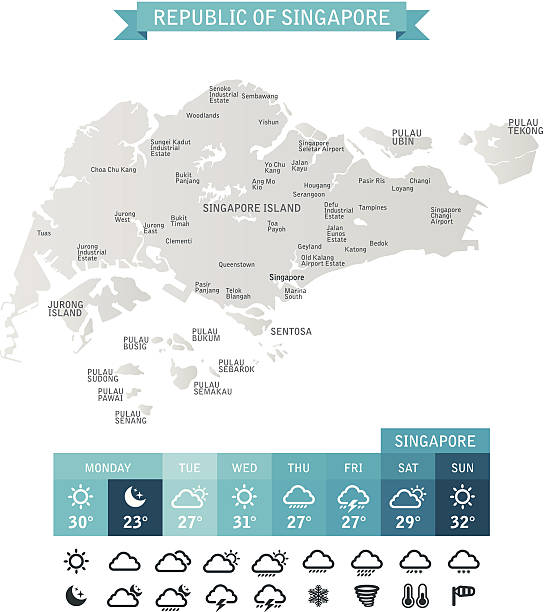 REPUBLIC OF SINGAPORE
Senoko
Industrial
Estate
Sembawang
Woodlands
Yishun
PULAU
TEKONG
PULAU
UBIN
Sungei Kadut
Industrial
Estate
Singapore
Seletar Airport
Choa Chu Kang
Bukit
Panjang
Yo Chu
Kang
Jalan
Kayu
Ang Mo
Kio
Hougang
Pasir Ris
Changi
Loyang
Serangoon
SINGAPORE ISLAND
Defu
Industrial
Estate
Tampines
Singapore
Changi
Airport
Jurong
West
Jurong
East
Bukit
Timah
Toa
Payoh
Jalan
Eunos
Estate
Tuas
Clementi
Geyland
Katong
Bedok
Jurong
Industrial
Estate
Queenstown
Old Kalang
Airport Estate
Singapore
Pasir
Panjang
Telok
Blangah
Marina
South
JURONG
ISLAND
SENTOSA
PULAU
BUKUM
PULAU
BUSIG
PULAU
SEBAROK
PULAU
SUDONG
PULAU
SEMAKAU
PULAU
PAWAI
PULAU
SENANG
SINGAPORE
MONDAY TUE WED THU FRI SAT SUN
30° 23° 27° 31° 27° 27° 29° 32°